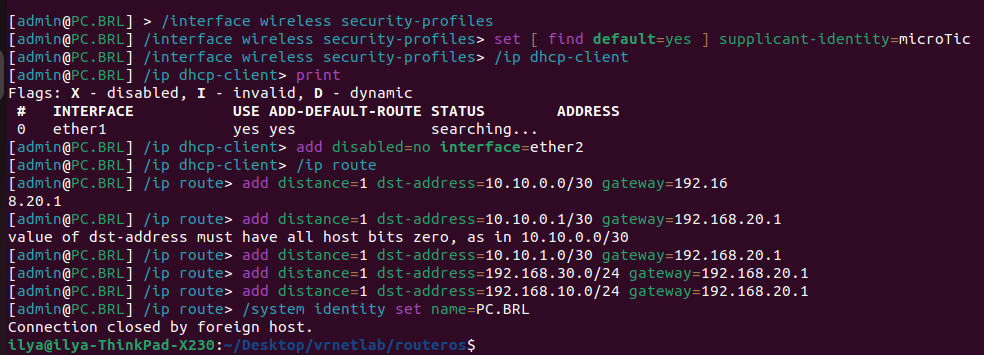 [admin@PC.BRL] > /interface wireless security-profiles
[admin@PC.BRL] /interface wireless security-profiles> set [ find default=yes ] supplicant-identity=microTic
[admin@PC.BRL] /interface wireless security-profiles> /ip dhcp-client
[admin@PC.BRL] /ip dhcp-client> print
Flags: X - disabled, I - invalid, D - dynamic
 #   INTERFACE           USE ADD-DEFAULT-ROUTE STATUS        ADDRESS
 0   ether1              yes yes               searching...
[admin@PC.BRL] /ip dhcp-client> add disabled=no interface=ether2
[admin@PC.BRL] /ip dhcp-client> /ip route
[admin@PC.BRL] /ip route> add distance=1 dst-address=10.10.0.0/30 gateway=192.16
8.20.1
[admin@PC.BRL] /ip route> add distance=1 dst-address=10.10.0.1/30 gateway=192.168.20.1
value of dst-address must have all host bits zero, as in 10.10.0.0/30
[admin@PC.BRL] /ip route> add distance=1 dst-address=10.10.1.0/30 gateway=192.168.20.1
[admin@PC.BRL] /ip route> add distance=1 dst-address=192.168.30.0/24 gateway=192.168.20.1
[admin@PC.BRL] /ip route> add distance=1 dst-address=192.168.10.0/24 gateway=192.168.20.1
[admin@PC.BRL] /ip route> /system identity set name=PC.BRL
Connection closed by foreign host.
ilya@ilya-ThinkPad-X230:~/Desktop/vrnetlab/routeros$